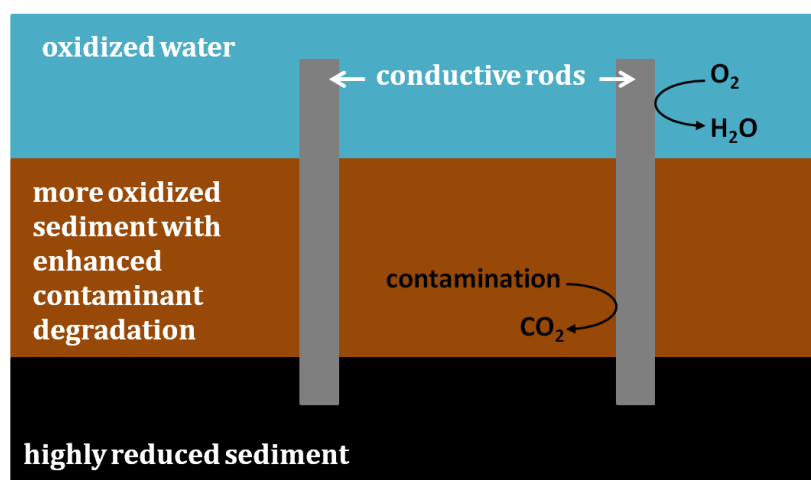 oxidized water
conductive rods
O₂
H₂O
more oxidized
sediment with
enhanced
contaminant
degradation
contamination
CO₂
highly reduced sediment